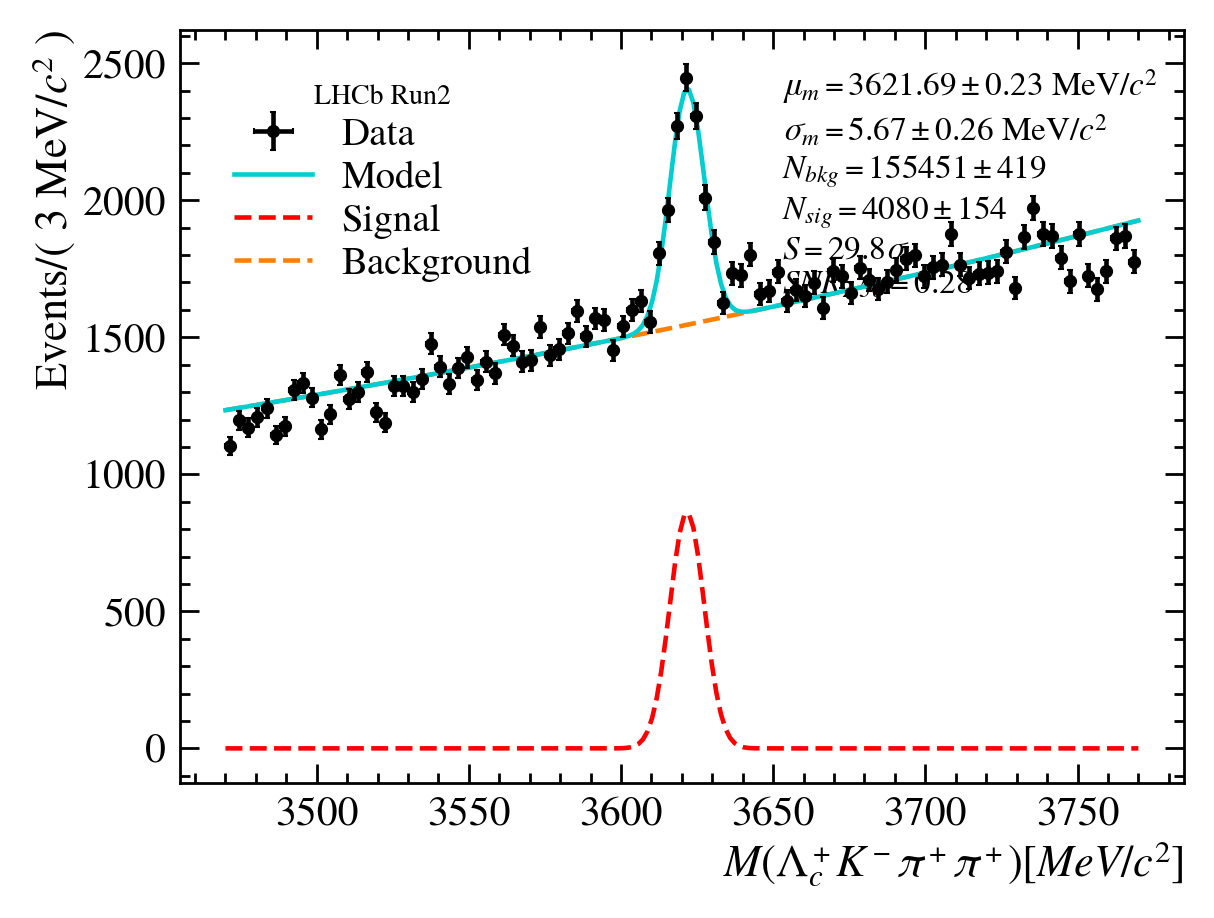 Events/( 3 MeV/c² )
2500
2000
1500
1000
500
0
LHCb Run2
Data
Model
Signal
Background
μ_m = 3621.69 ± 0.23 MeV/c²
σ_m = 5.67 ± 0.26 MeV/c²
N_bkg = 155451 ± 419
N_sig = 4080 ± 154
S = 29.8σ
= 0.28
3500 3550 3600 3650 3700 3750
M(Λ_c⁺K⁻π⁺π⁺)[MeV/c²]